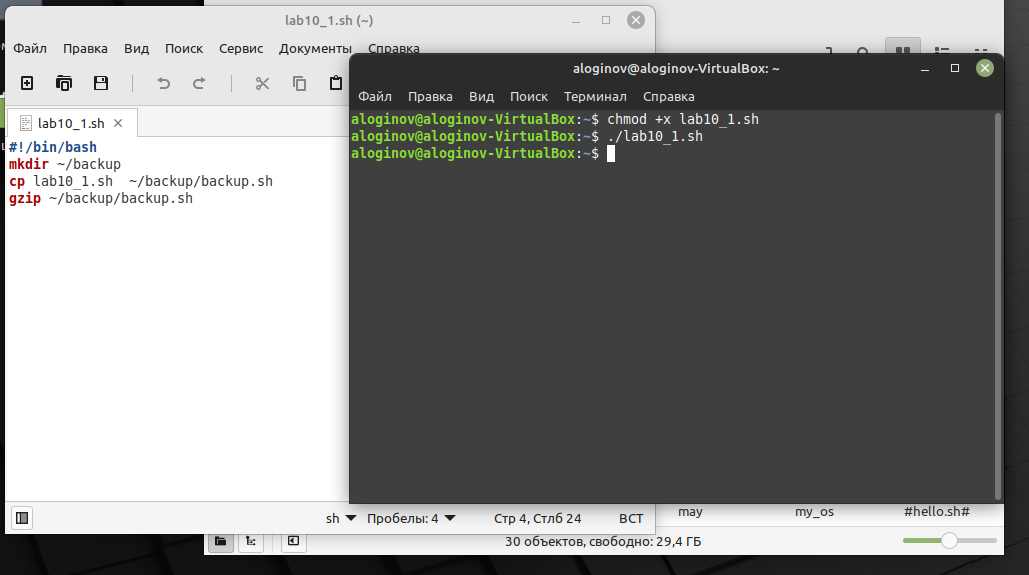 lab10_1.sh (~)
Файл Правка Вид Поиск Сервис Документы Справка
lab10_1.sh
#!/bin/bash
mkdir ~/backup
cp lab10_1.sh  ~/backup/backup.sh
gzip ~/backup/backup.sh
sh Пробелы: 4 Стр 4, Стлб 24 ВСТ
aloginov@aloginov-VirtualBox: ~
Файл Правка Вид Поиск Терминал Справка
aloginov@aloginov-VirtualBox:~$ chmod +x lab10_1.sh
aloginov@aloginov-VirtualBox:~$ ./lab10_1.sh
aloginov@aloginov-VirtualBox:~$
may my_os #hello.sh#
30 объектов, свободно: 29,4 ГБ